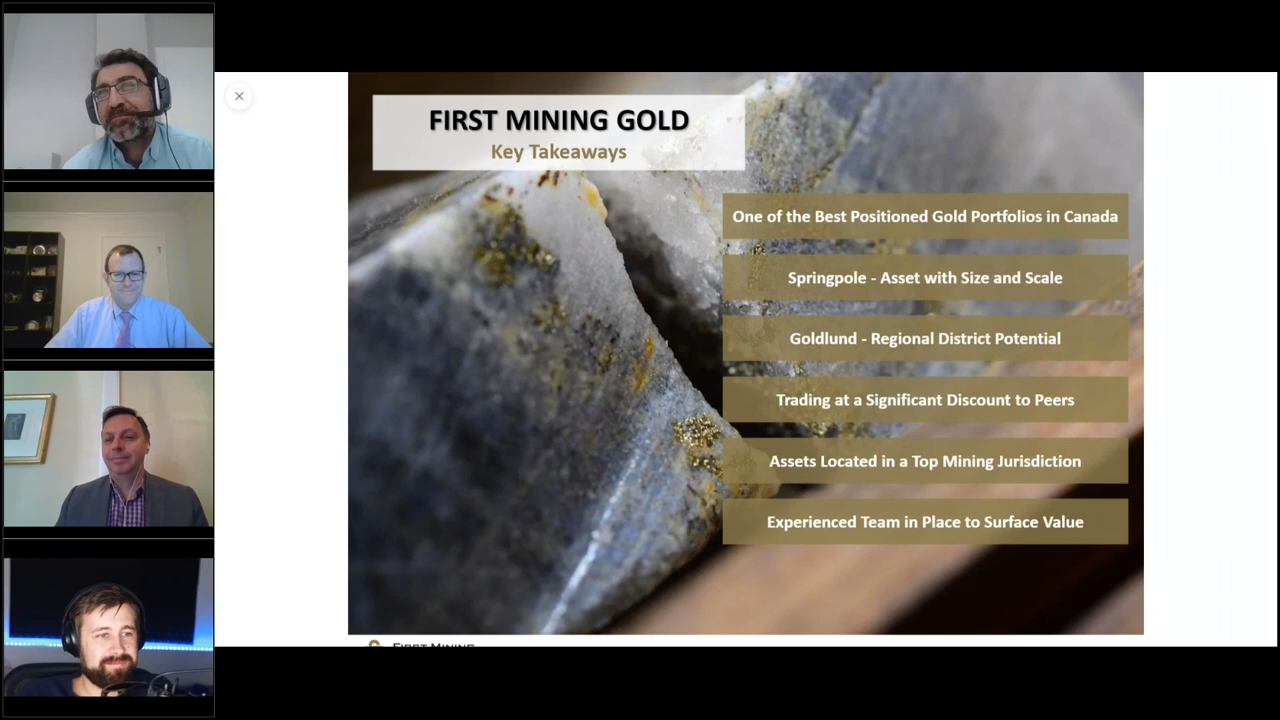 FIRST MINING GOLD
Key Takeaways
One of the Best Positioned Gold Portfolios in Canada
Springpole - Asset with Size and Scale
Goldlund - Regional District Potential
Trading at a Significant Discount to Peers
Assets Located in a Top Mining Jurisdiction
Experienced Team in Place to Surface Value
FIRST MINING